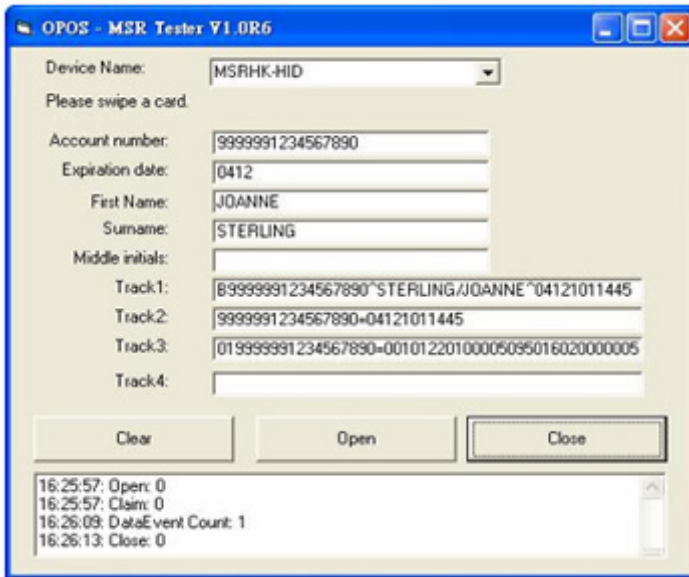 OPOS - MSR Tester V1.0R6
Device Name: MSRHK-HID
Please swipe a card.
Account number: 9999991234567890
Expiration date: 0412
First Name: JOANNE
Surname: STERLING
Middle initials:
Track1: B9999991234567890^STERLING/JOANNE^04121011445
Track2: 9999991234567890=04121011445
Track3: 019999991234567890=00101220100005095016020000005
Track4:
Clear Open Close
16:25:57: Open: 0
16:25:57: Claim: 0
16:26:09: DataEvent Count: 1
16:26:13: Close: 0